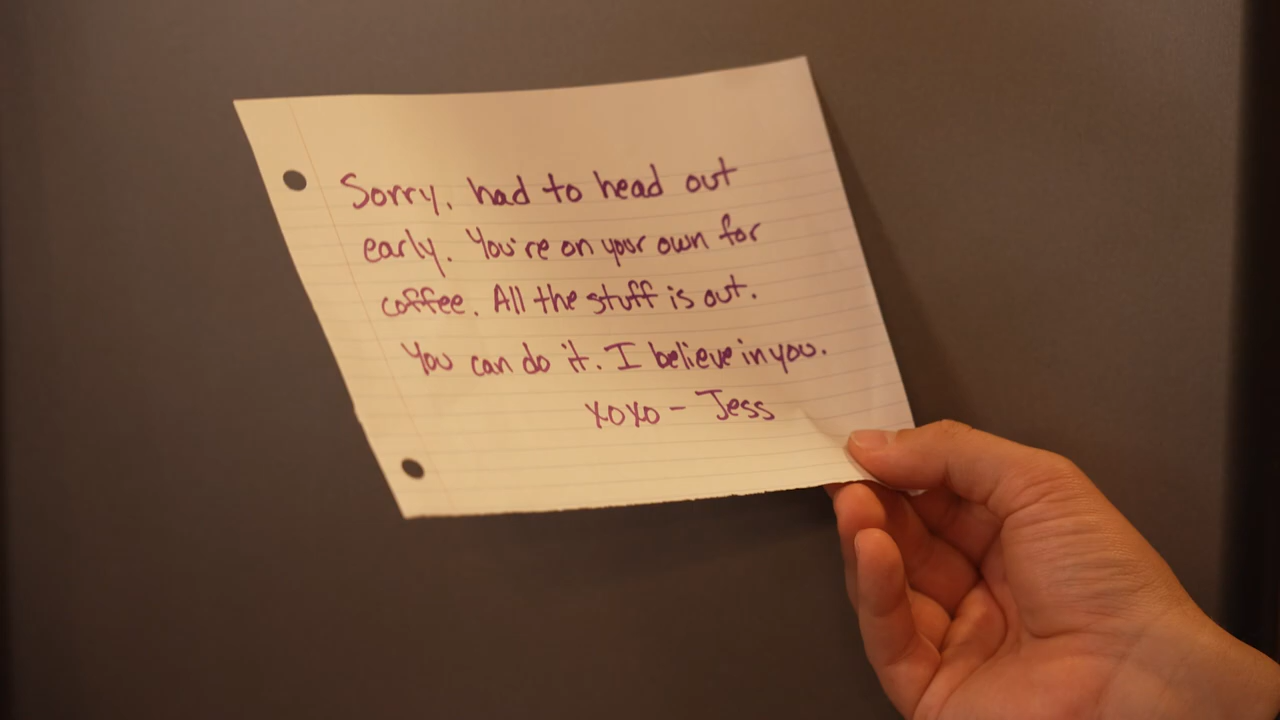 Sorry, had to head out
early. You're on your own for
coffee. All the stuff is out.
You can do it. I believe in you.
xoxo - Jess